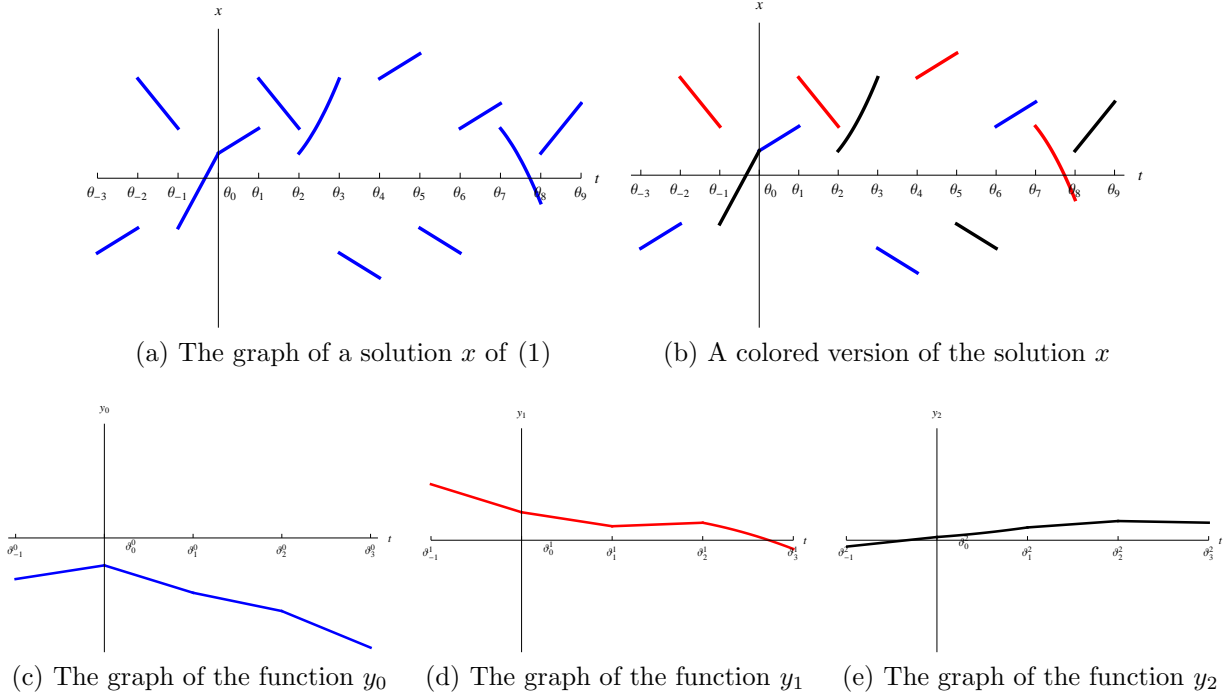 x
x
θ₋₃ θ₋₂ θ₋₁ θ₀ θ₁ θ₂ θ₃ θ₄ θ₅ θ₆ θ₇ θ₈ θ₉ t
θ₋₃ θ₋₂ θ₋₁ θ₀ θ₁ θ₂ θ₃ θ₄ θ₅ θ₆ θ₇ θ₈ θ₉ t
(a) The graph of a solution x of (1)
(b) A colored version of the solution x
y₀
y₁
y₂
ϑ⁰₋₁ ϑ⁰₀ ϑ⁰₁ ϑ⁰₂ ϑ⁰₃ t
ϑ¹₋₁ ϑ¹₀ ϑ¹₁ ϑ¹₂ ϑ¹₃ t
ϑ²₋₁ ϑ²₀ ϑ²₁ ϑ²₂ ϑ²₃ t
(c) The graph of the function y₀
(d) The graph of the function y₁
(e) The graph of the function y₂